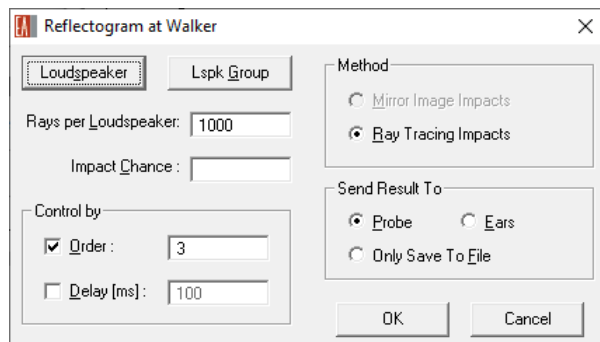 Reflectogram at Walker
Loudspeaker
Lspk Group
Rays per Loudspeaker:
1000
Impact Chance :
Control by
Order :
3
Delay [ms] :
100
Method
Mirror Image Impacts
Ray Tracing Impacts
Send Result To
Probe
Ears
Only Save To File
OK
Cancel